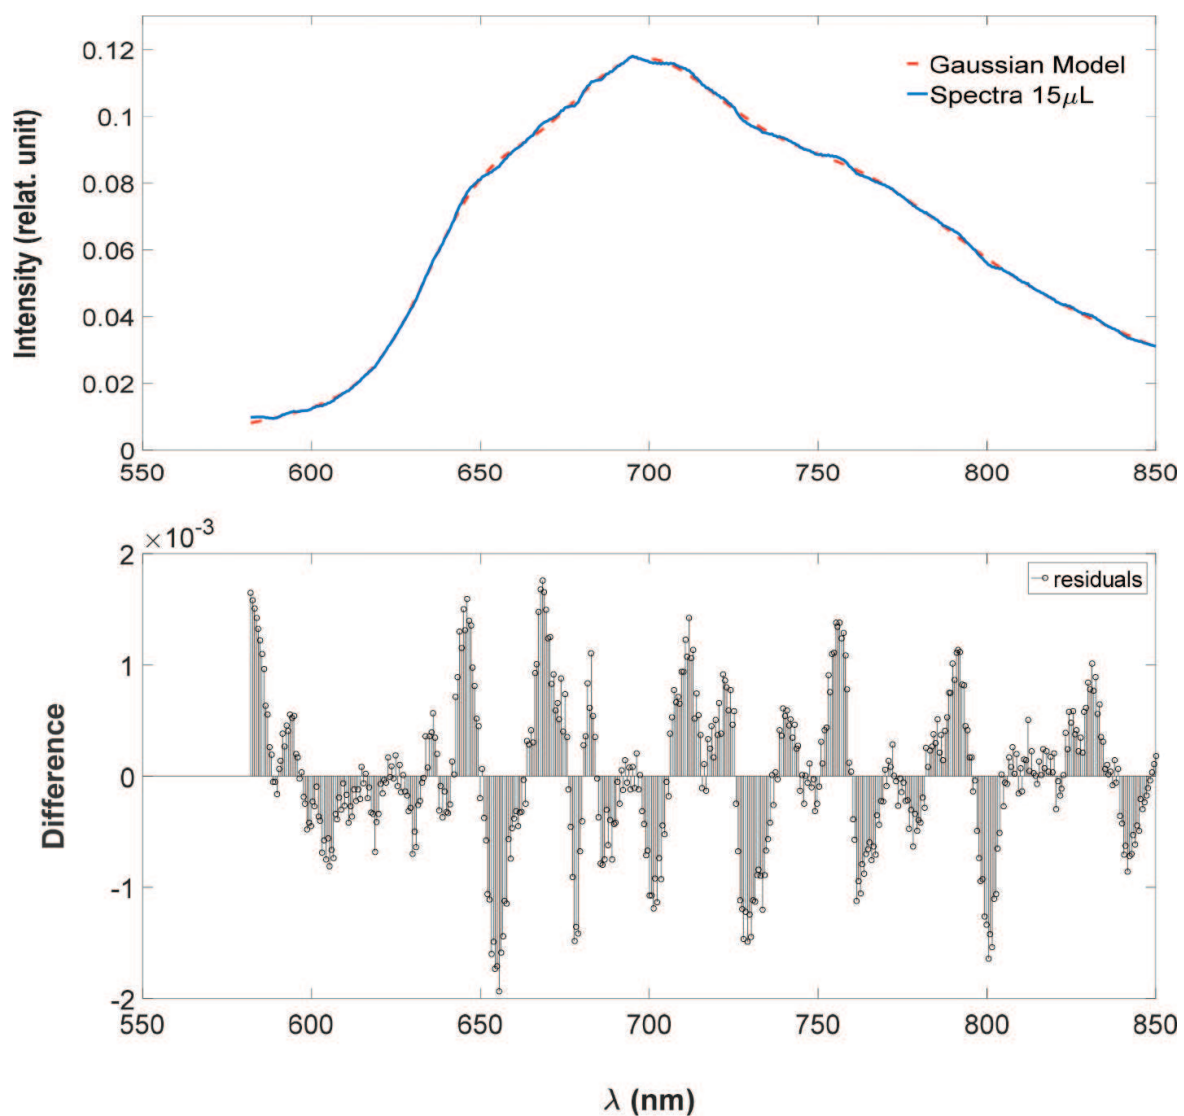 0.12
0.1
0.08
0.06
0.04
0.02
0
Intensity (relat. unit)
Gaussian Model
Spectra 15μL
550 600 650 700 750 800 850
×10⁻³
2
1
0
-1
-2
Difference
residuals
550 600 650 700 750 800 850
λ (nm)